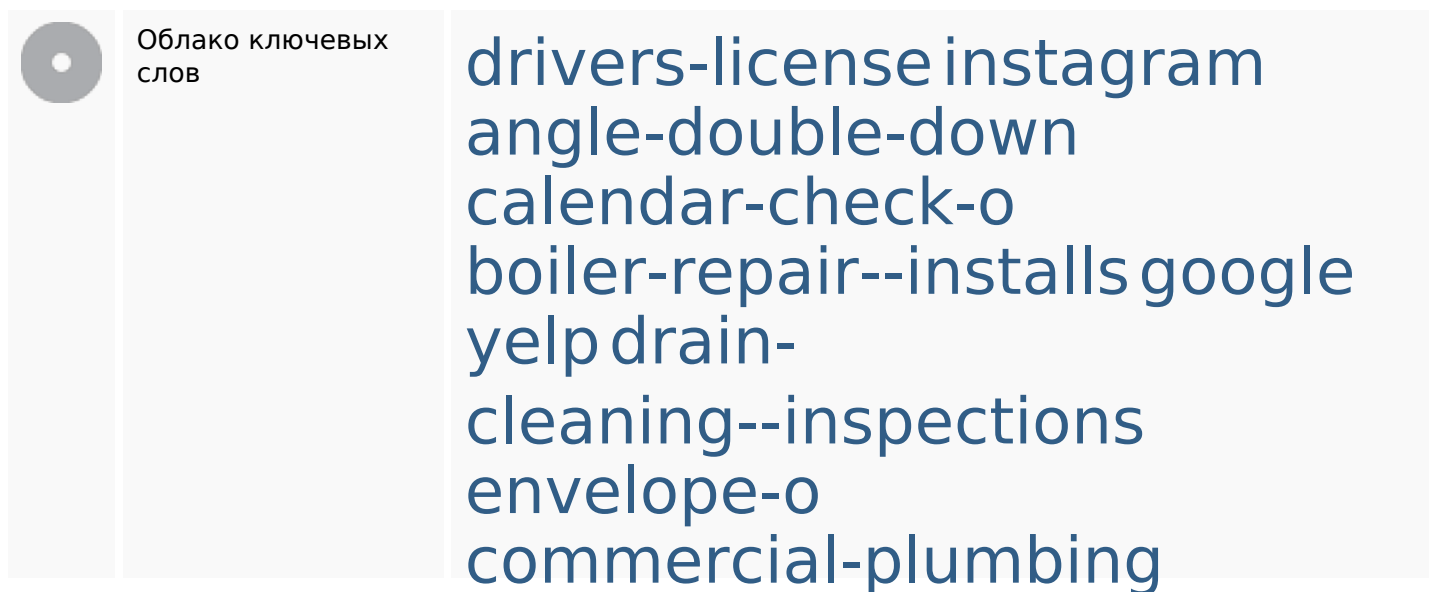 Облако ключевых
слов
drivers-license instagram
angle-double-down
calendar-check-o
boiler-repair--installs google
yelp drain-
cleaning--inspections
envelope-o
commercial-plumbing